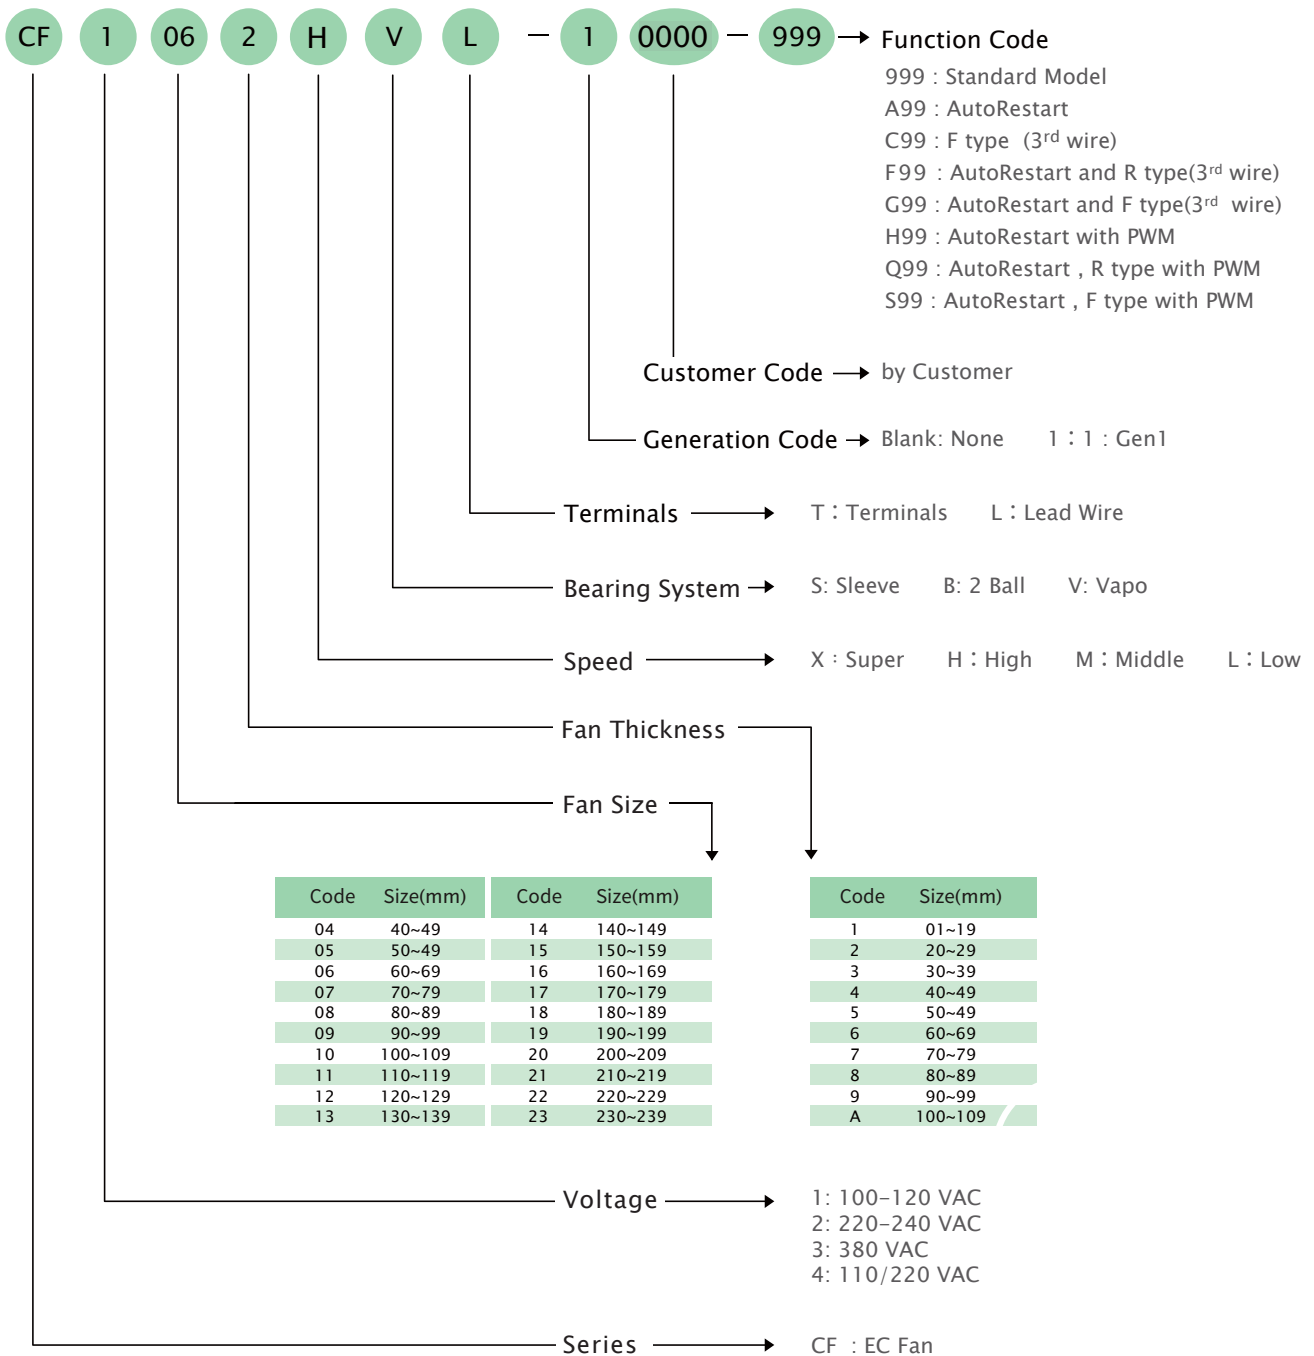 CF 1 06 2 H V L – 1 0000 – 999 Function Code
999 : Standard Model
A99 : AutoRestart
C99 : F type (3rd wire)
F99 : AutoRestart and R type(3rd wire)
G99 : AutoRestart and F type(3rd wire)
H99 : AutoRestart with PWM
Q99 : AutoRestart , R type with PWM
S99 : AutoRestart , F type with PWM
Customer Code by Customer
Generation Code Blank: None 1：1 : Gen1
Terminals T：Terminals L：Lead Wire
Bearing System S: Sleeve B: 2 Ball V: Vapo
Speed X：Super H：High M：Middle L：Low
Fan Thickness
Fan Size
Code Size(mm) Code Size(mm) Code Size(mm)
04 40~49 14 140~149 1 01~19
05 50~49 15 150~159 2 20~29
06 60~69 16 160~169 3 30~39
07 70~79 17 170~179 4 40~49
08 80~89 18 180~189 5 50~49
09 90~99 19 190~199 6 60~69
10 100~109 20 200~209 7 70~79
11 110~119 21 210~219 8 80~89
12 120~129 22 220~229 9 90~99
13 130~139 23 230~239 A 100~109
Voltage 1: 100–120 VAC
2: 220–240 VAC
3: 380 VAC
4: 110/220 VAC
Series CF : EC Fan